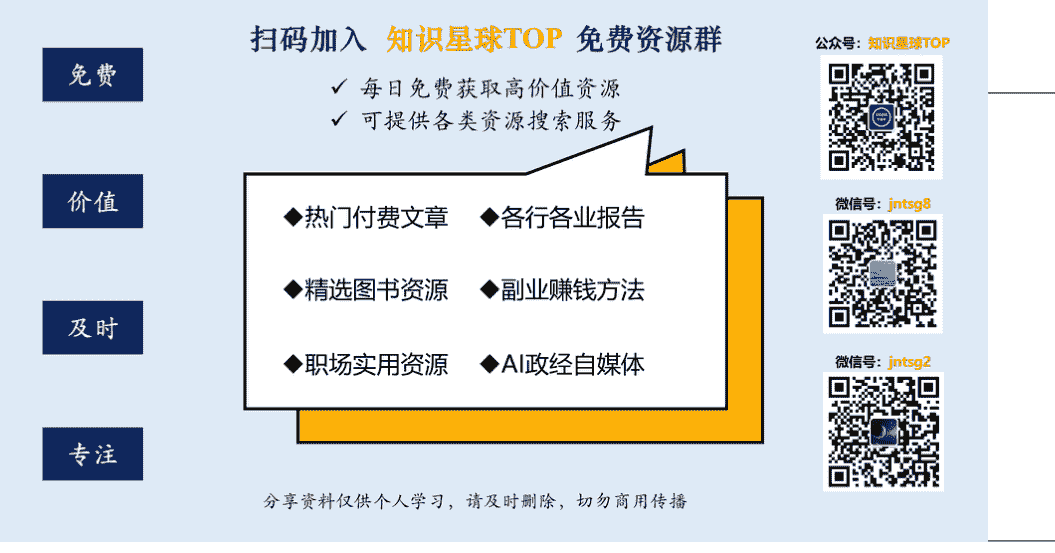 扫码加入 知识星球TOP 免费资源群
✓ 每日免费获取高价值资源
✓ 可提供各类资源搜索服务
免费
价值
及时
专注
◆热门付费文章 ◆各行各业报告
◆精选图书资源 ◆副业赚钱方法
◆职场实用资源 ◆AI政经自媒体
公众号：知识星球TOP
微信号：jntsg8
微信号：jntsg2
分享资料仅供个人学习，请及时删除，切勿商用传播